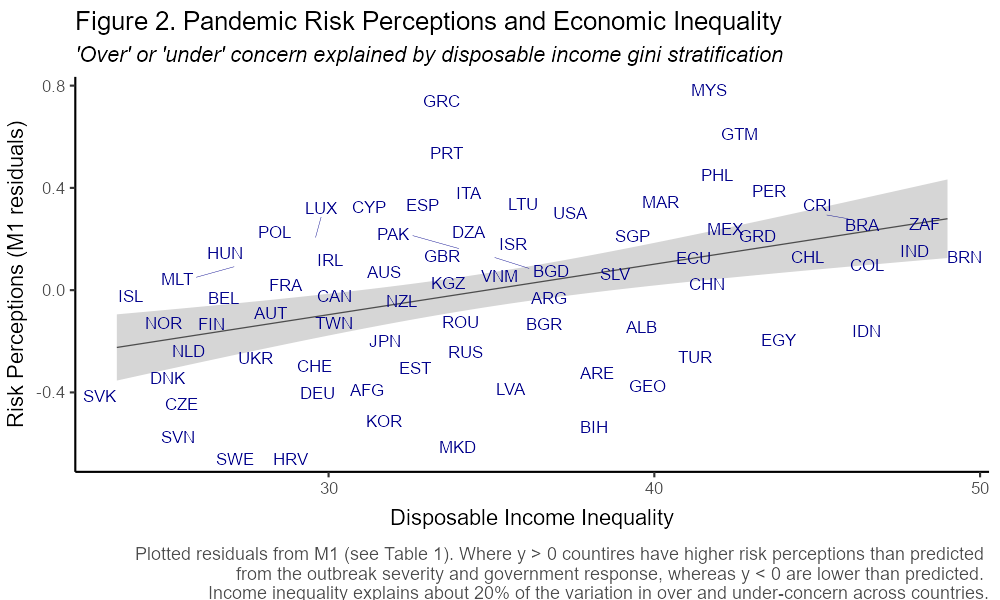 Figure 2. Pandemic Risk Perceptions and Economic Inequality
'Over' or 'under' concern explained by disposable income gini stratification
Risk Perceptions (M1 residuals)
0.8
0.4
0.0
-0.4
MYS
GRC
GTM
PRT
PHL
ITA
PER
LUX
CYP
ESP
LTU
USA
MAR
CRI
POL
PAK
DZA
ISR
SGP
MEX
GRD
BRA
ZAF
HUN
IRL
GBR
ECU
CHL
COL
IND
BRN
MLT
AUS
KGZ
VNM
BGD
SLV
CHN
ISL
BEL
FRA
CAN
NZL
ARG
NOR
FIN
AUT
TWN
ROU
BGR
ALB
IDN
NLD
UKR
JPN
RUS
TUR
EGY
DNK
CHE
EST
ARE
SVK
CZE
DEU
AFG
LVA
GEO
SVN
KOR
BIH
SWE
HRV
MKD
30
40
50
Disposable Income Inequality
Plotted residuals from M1 (see Table 1). Where y > 0 countires have higher risk perceptions than predicted
from the outbreak severity and government response, whereas y < 0 are lower than predicted.
Income inequality explains about 20% of the variation in over and under-concern across countries.